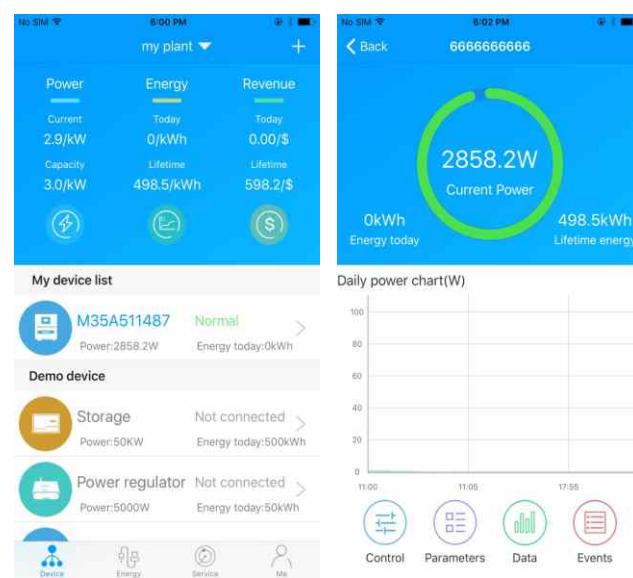 No SIM 6:00 PM
my plant
Power Energy Revenue
Current Today Today
2.9/kW 0/kWh 0.00/$
Capacity Lifetime Lifetime
3.0/kW 498.5/kWh 598.2/$
$
My device list
M35A511487 Normal
Power:2858.2W Energy today:0kWh
Demo device
Storage Not connected
Power:50KW Energy today:500kWh
Power regulator Not connected
Power:5000W Energy today:50kWh
Device Energy Service Me
No SIM 6:02 PM
Back 6666666666
2858.2W
Current Power
0kWh 498.5kWh
Energy today Lifetime energy
Daily power chart(W)
100
80
60
40
20
0
11:00 11:05 17:55
Control Parameters Data Events